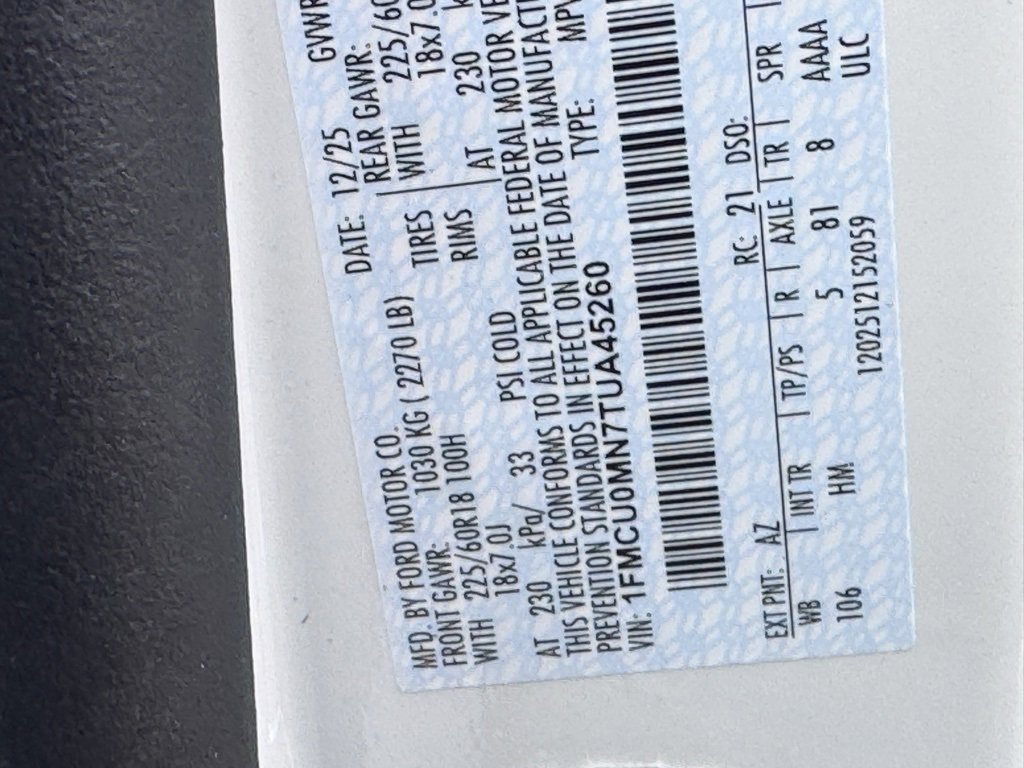 MFD. BY FORD MOTOR CO. DATE: 12/25 GVWR
FRONT GAWR: 1030 KG ( 2270 LB) REAR GAWR:
WITH 225/60R18 100H TIRES WITH 225/60
18x7.0J RIMS 18x7.0
AT 230 kPa/ 33 PSI COLD AT 230
THIS VEHICLE CONFORMS TO ALL APPLICABLE FEDERAL MOTOR VE
PREVENTION STANDARDS IN EFFECT ON THE DATE OF MANUFACT
VIN: 1FMCU0MN7TUA45260 TYPE: MPV
EXT PNT: AZ RC: 21 DSO:
WB INT TR TP/PS R AXLE TR SPR
106 HM 5 81 8 AAAA
1202512152059 ULC